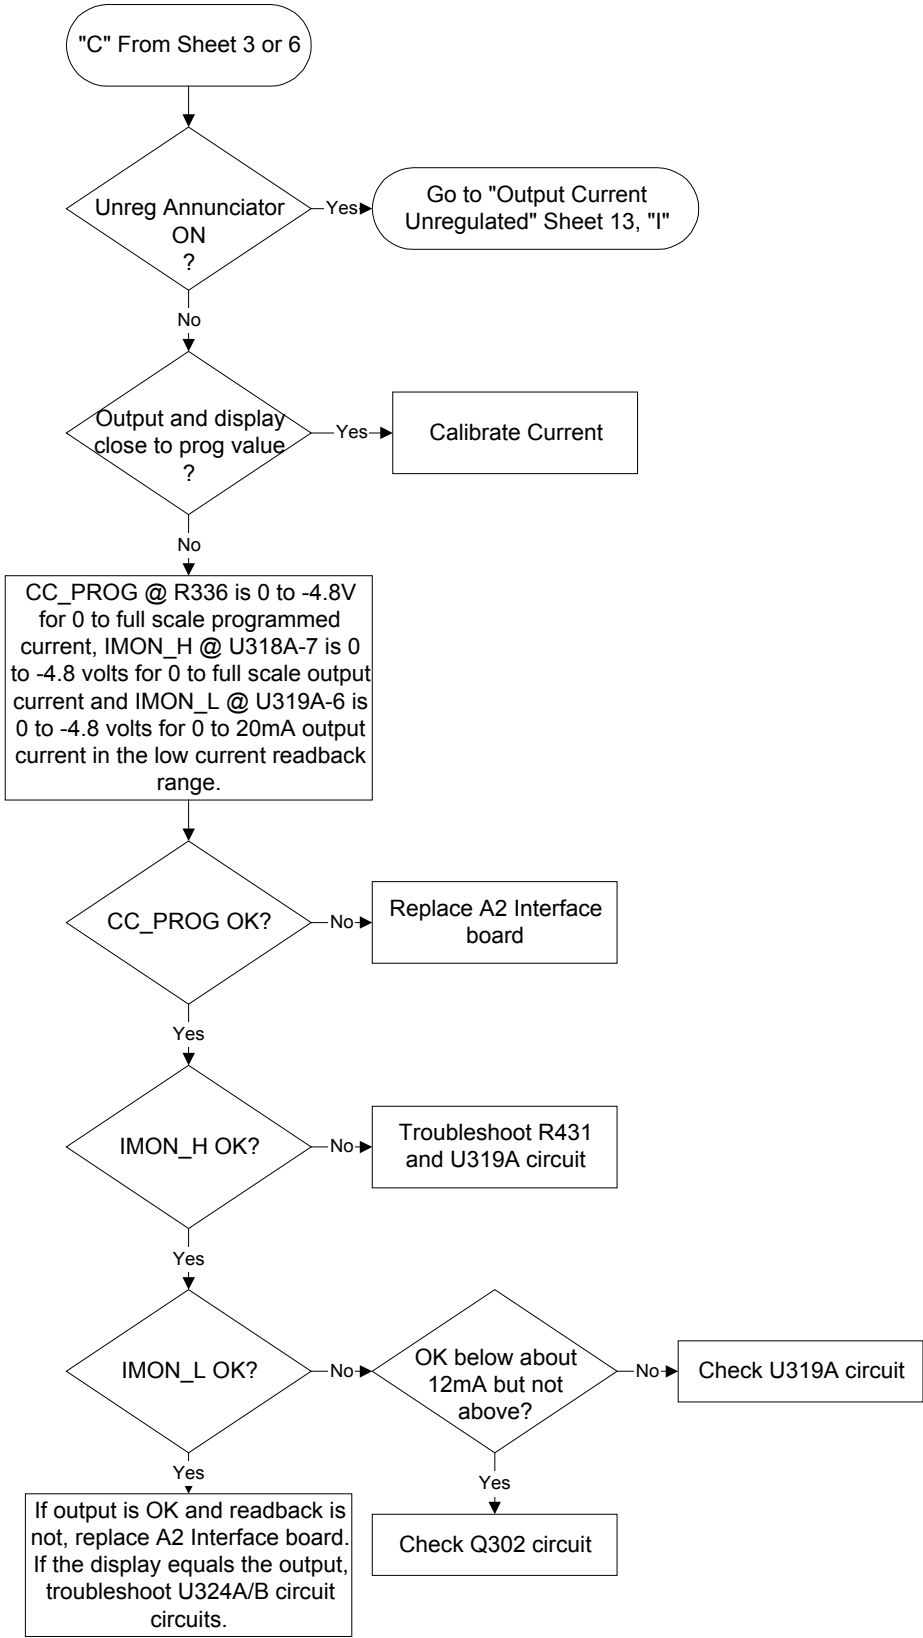 "C" From Sheet 3 or 6
Unreg Annunciator
ON
?
Yes
Go to "Output Current
Unregulated" Sheet 13, "I"
No
Output and display
close to prog value
?
Yes
Calibrate Current
No
CC_PROG @ R336 is 0 to -4.8V
for 0 to full scale programmed
current, IMON_H @ U318A-7 is 0
to -4.8 volts for 0 to full scale output
current and IMON_L @ U319A-6 is
0 to -4.8 volts for 0 to 20mA output
current in the low current readback
range.
CC_PROG OK?
No
Replace A2 Interface
board
Yes
IMON_H OK?
No
Troubleshoot R431
and U319A circuit
Yes
IMON_L OK?
No
OK below about
12mA but not
above?
No
Check U319A circuit
Yes
Yes
If output is OK and readback is
not, replace A2 Interface board.
If the display equals the output,
troubleshoot U324A/B circuit
circuits.
Check Q302 circuit